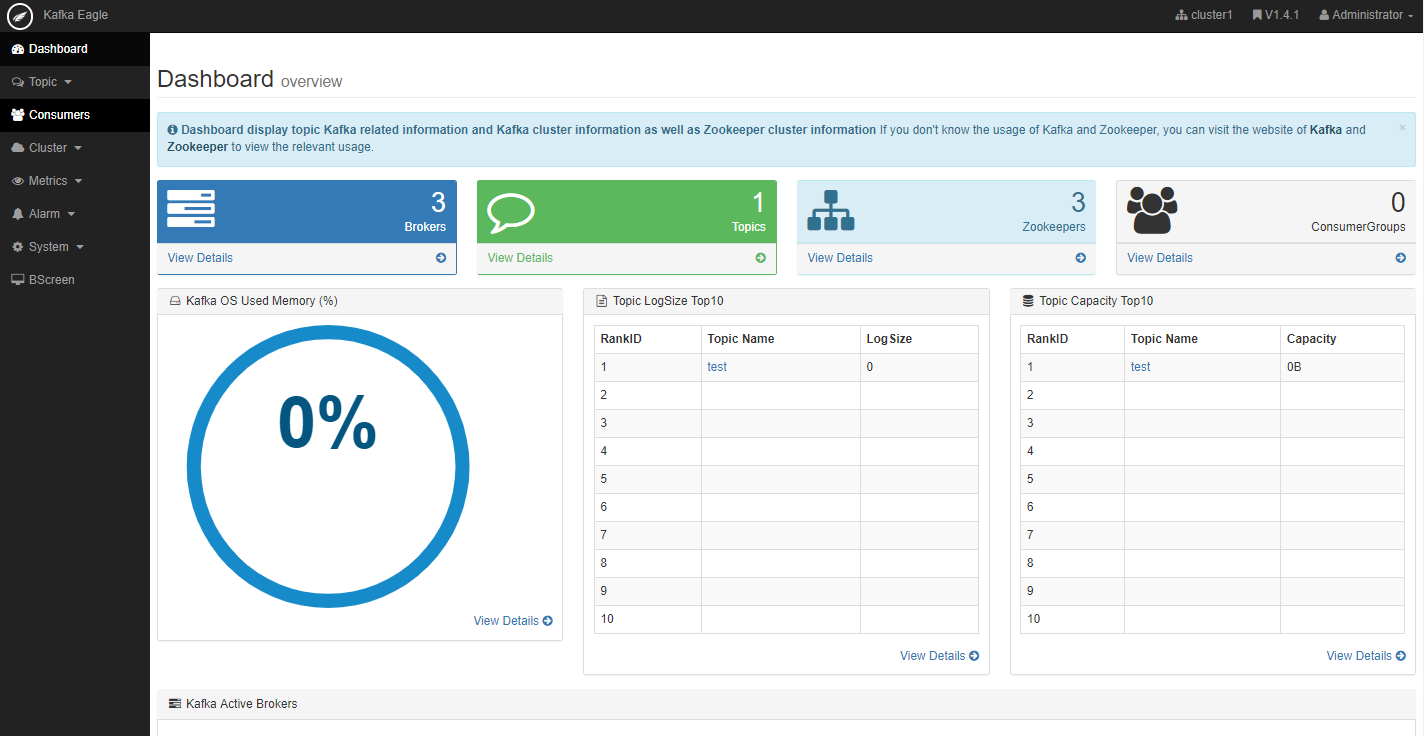 Kafka Eagle
cluster1 V1.4.1 Administrator
Dashboard
Topic
Consumers
Cluster
Metrics
Alarm
System
BScreen
Dashboard overview
Dashboard display topic Kafka related information and Kafka cluster information as well as Zookeeper cluster information If you don't know the usage of Kafka and Zookeeper, you can visit the website of Kafka and
Zookeeper to view the relevant usage.
×
3
Brokers
View Details
1
Topics
View Details
3
Zookeepers
View Details
0
ConsumerGroups
View Details
Kafka OS Used Memory (%)
0%
View Details
Topic LogSize Top10
RankID Topic Name LogSize
1 test 0
2
3
4
5
6
7
8
9
10
View Details
Topic Capacity Top10
RankID Topic Name Capacity
1 test 0B
2
3
4
5
6
7
8
9
10
View Details
Kafka Active Brokers